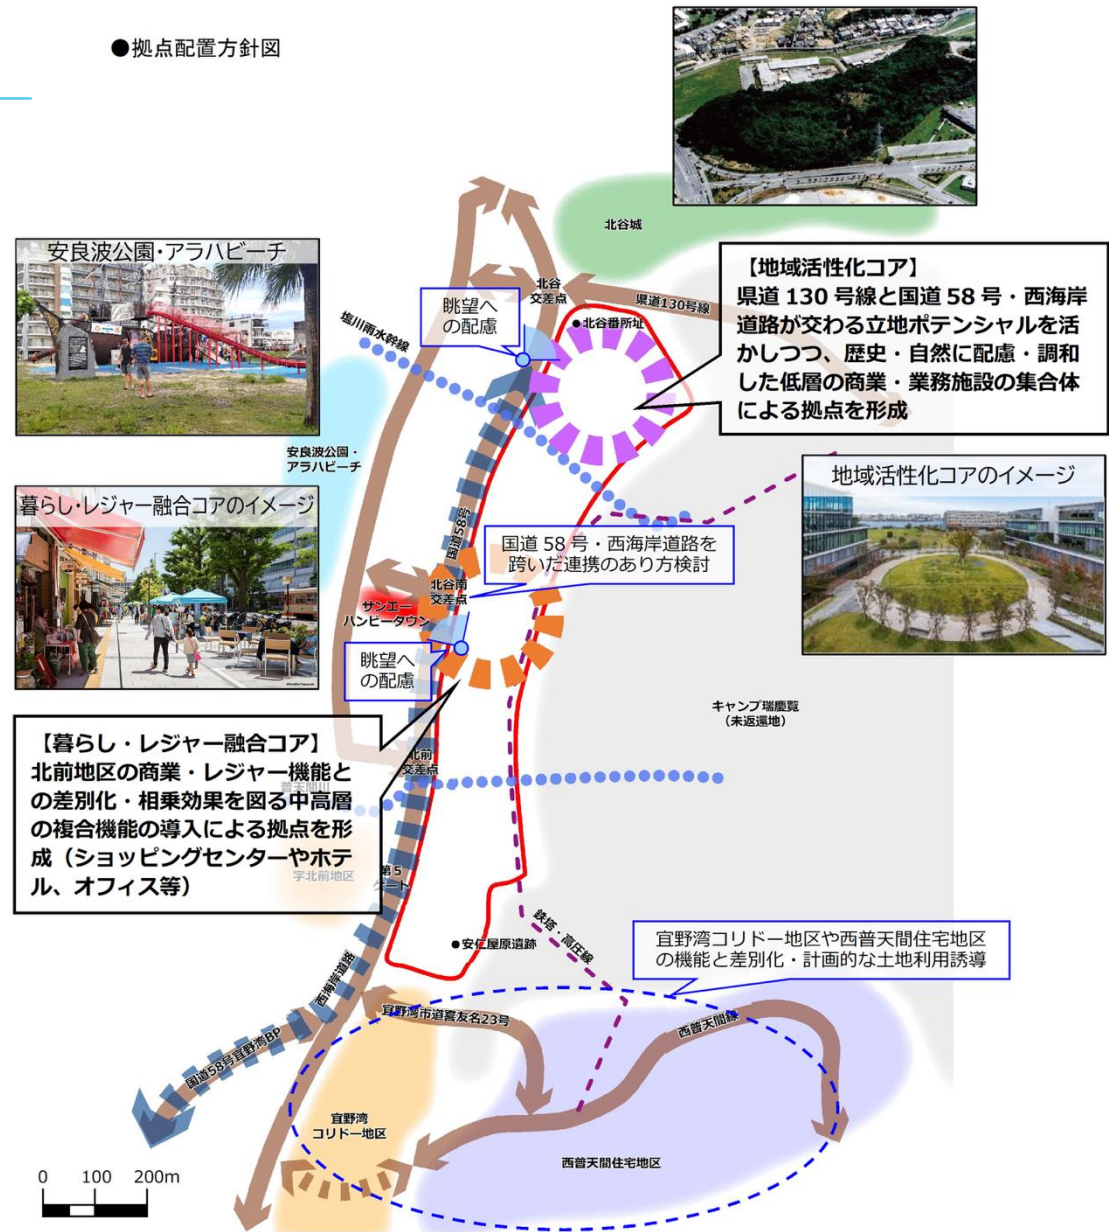 ●拠点配置方針図
北谷城
安良波公園・アラハビーチ
【地域活性化コア】
県道 130 号線と国道 58 号・西海岸
道路が交わる立地ポテンシャルを活
かしつつ、歴史・自然に配慮・調和
した低層の商業・業務施設の集合体
による拠点を形成
北谷
交差点
県道130号線
眺望へ
の配慮
●北谷番所址
塩川雨水幹線
安良波公園・
アラハビーチ
地域活性化コアのイメージ
暮らし・レジャー融合コアのイメージ
国道58号
国道 58 号・西海岸道路を
跨いだ連携のあり方検討
北谷南
交差点
サンエー
ハンビータウン
眺望へ
の配慮
キャンプ瑞慶覧
(未返還地)
【暮らし・レジャー融合コア】
北前地区の商業・レジャー機能と
の差別化・相乗効果を図る中高層
の複合機能の導入による拠点を形
成(ショッピングセンターやホテ
ル、オフィス等)
北前
交差点
普天間川
字北前地区
第5
ゲート
●安仁屋原遺跡
鉄塔・高圧線
宜野湾コリドー地区や西普天間住宅地区
の機能と差別化・計画的な土地利用誘導
西海岸道路
宜野湾市道喜友名23号
西普天間線
国道58号宜野湾BP
宜野湾
コリドー地区
西普天間住宅地区
0 100 200m